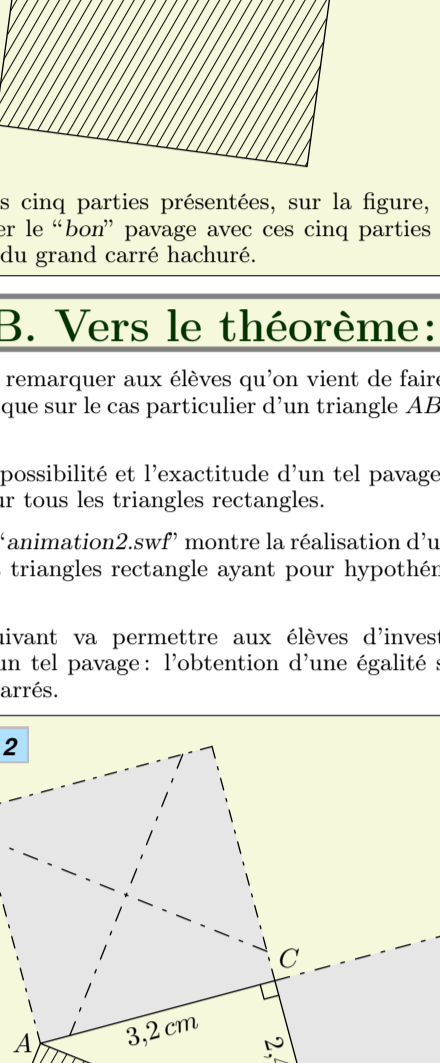 s cinq parties présentées, sur la figure,
er le “bon” pavage avec ces cinq parties
du grand carré hachuré.
B. Vers le théorème:
remarquer aux élèves qu'on vient de faire
que sur le cas particulier d'un triangle AB
possibilité et l'exactitude d'un tel pavage
ur tous les triangles rectangles.
“animation2.swf” montre la réalisation d'u
s triangles rectangle ayant pour hypothén
uivant va permettre aux élèves d'invest
un tel pavage: l'obtention d'une égalité s
arrés.
2
C
3,2 cm
A
2,